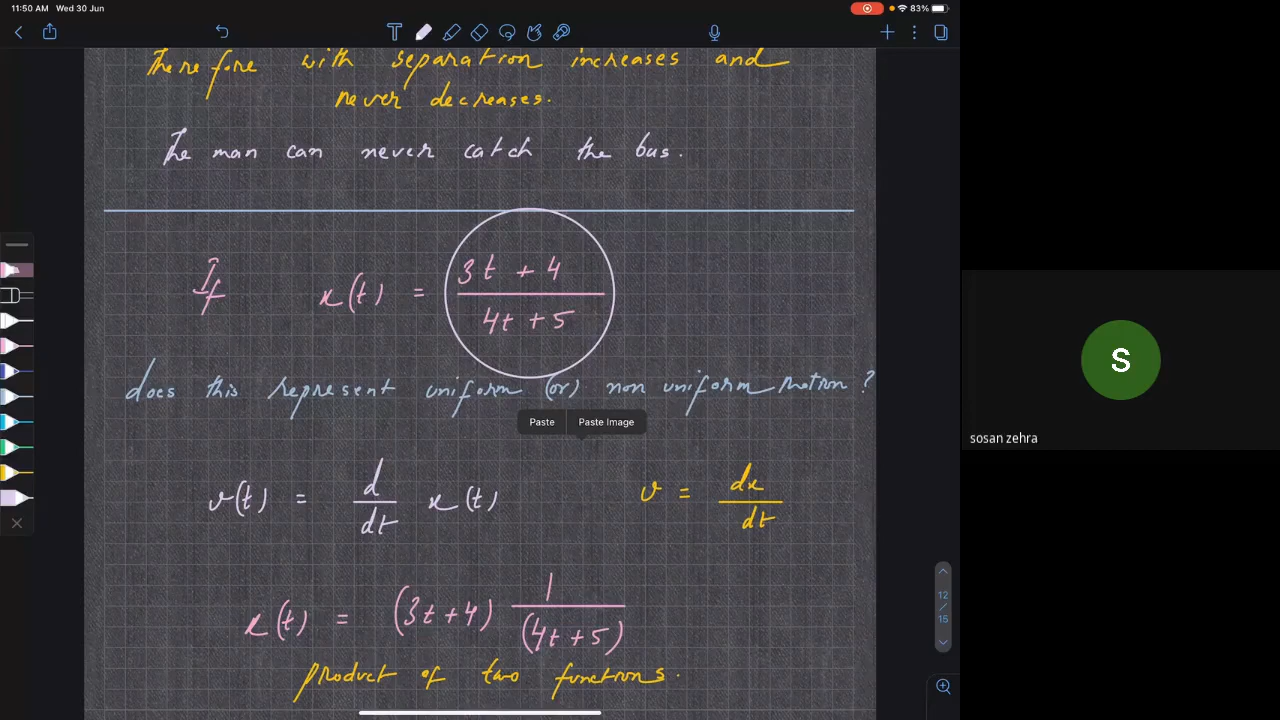 11:50 AM Wed 30 Jun
83%
Therefore with separation increases and
never decreases.
The man can never catch the bus.
If x(t) = (3t + 4)/(4t + 5)
does this represent uniform (or) non uniform motion?
Paste Paste Image
v(t) = d/dt x(t) v = dx/dt
x(t) = (3t + 4) 1/(4t + 5)
product of two functions.
12
/
15
S
sosan zehra